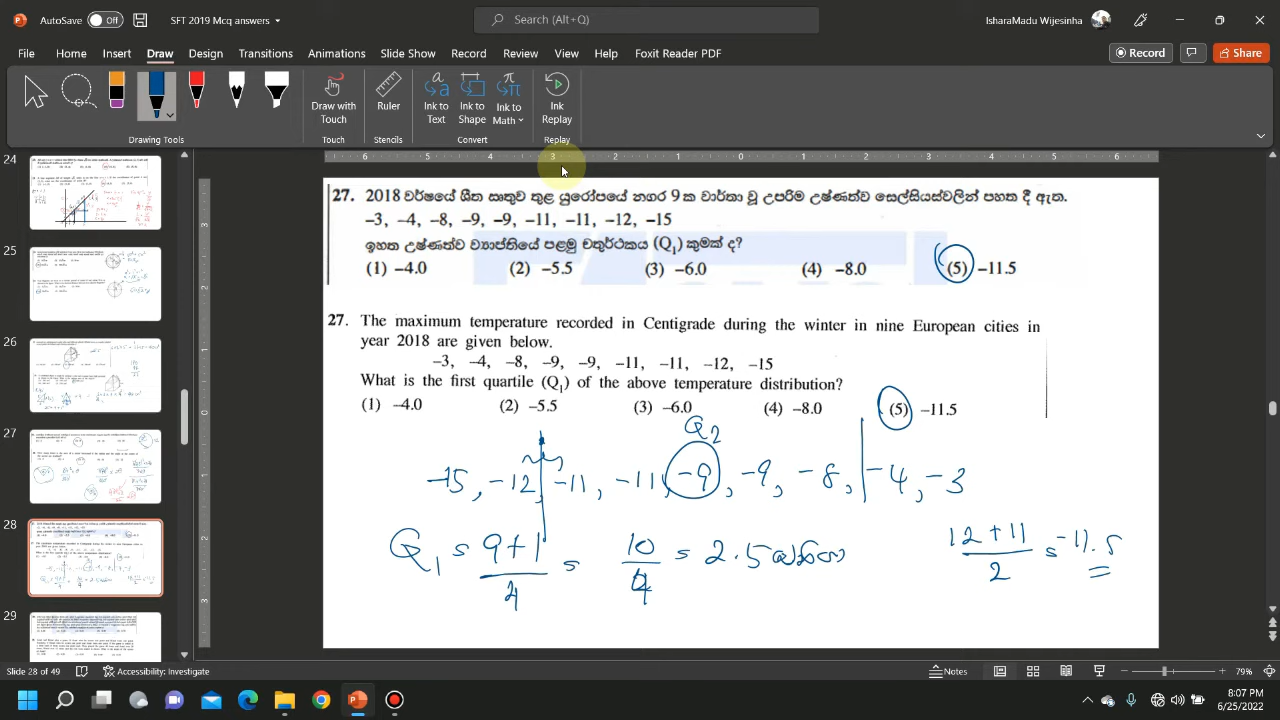 AutoSave Off SFT 2019 Mcq answers Search (Alt+Q) IsharaMadu Wijesinha
File Home Insert Draw Design Transitions Animations Slide Show Record Review View Help Foxit Reader PDF Record Share
Draw with Touch Ruler Ink to Text Ink to Shape Ink to Math Ink Replay
Drawing Tools Touch Stencils Convert Replay
27. 2018 වර්ෂයේ ශීත ඍතුව තුළ යුරෝපයේ නගර 9 ක වාර්තා වූ උපරිම උෂ්ණත්ව සෙල්සියස්වලින් පහත දී ඇත.
-3, -4, -8, -9, -9, -11, -11, -12, -15
ඉහත උෂ්ණත්ව ව්‍යාප්තියේ පළමු චතුර්ථකය (Q1) කුමක් ද?
(1) -4.0 (2) -5.5 (3) -6.0 (4) -8.0 (5) -11.5
27. The maximum temperature recorded in Centigrade during the winter in nine European cities in
year 2018 are given below.
-3, -4, -8, -9, -9, -11, -11, -12, -15
What is the first quantile (Q1) of the above temperature distribution?
(1) -4.0 (2) -5.5 (3) -6.0 (4) -8.0 (5) -11.5
Q2
-15, -12, -11, -11, -9, -9, -8, -4, -3
Q1 = 9+1/4 = 10/4 = 2.5
12+11/2 = -11.5
24
25
26
27
28
29
Slide 28 of 49 Accessibility: Investigate Notes 79%
8:07 PM
6/25/2022